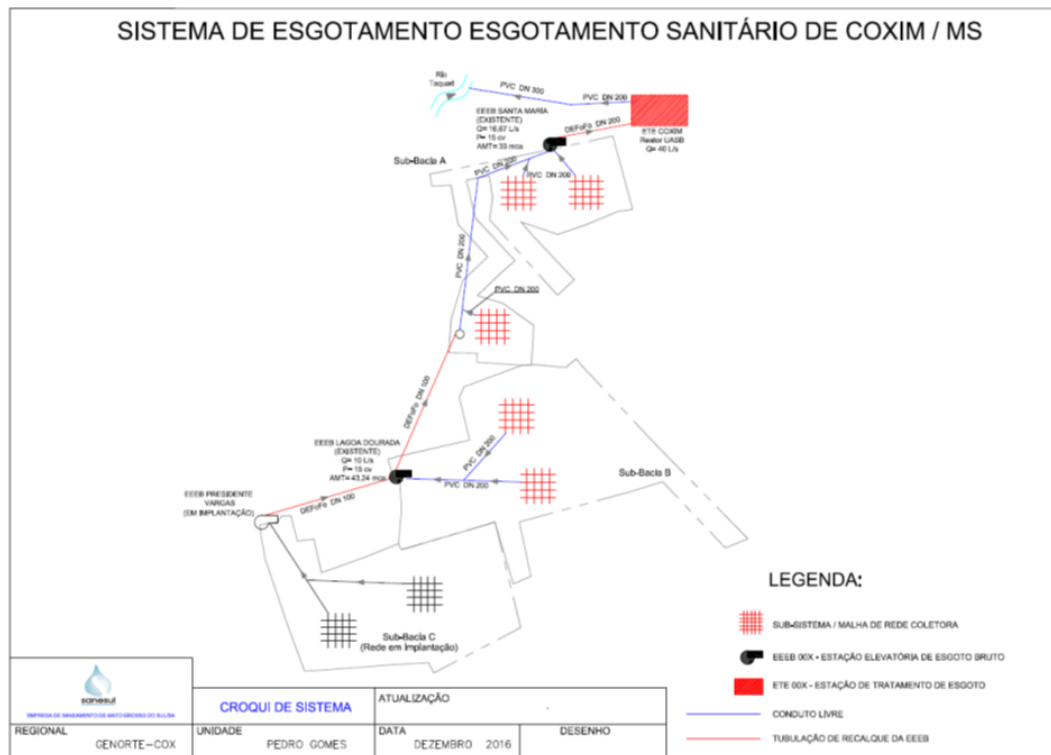 SISTEMA DE ESGOTAMENTO ESGOTAMENTO SANITÁRIO DE COXIM / MS
Rio
Taquari
PVC DN 300
PVC DN 200
EEEB SANTA MARIA
(EXISTENTE)
Q= 16,67 L/s
P= 15 cv
AMT= 33 mca
DEFoFo DN 200
ETE COXIM
Reator UASB
Q= 40 L/s
Sub-Bacia A
PVC DN 200
PVC DN 200
PVC DN 200
PVC DN 200
DEFoFo DN 100
EEEB LAGOA DOURADA
(EXISTENTE)
Q= 10 L/s
P= 15 cv
AMT= 43,24 mca
PVC DN 200
PVC DN 200
Sub-Bacia B
EEEB PRESIDENTE
VARGAS
(EM IMPLANTAÇÃO)
DEFoFo DN 100
Sub-Bacia C
(Rede em Implantação)
LEGENDA:
SUB-SISTEMA / MALHA DE REDE COLETORA
EEEB 00X - ESTAÇÃO ELEVATÓRIA DE ESGOTO BRUTO
ETE 00X - ESTAÇÃO DE TRATAMENTO DE ESGOTO
CONDUTO LIVRE
TUBULAÇÃO DE RECALQUE DA EEEB
sanesul
EMPRESA DE SANEAMENTO DE MATO GROSSO DO SUL/SA
CROQUI DE SISTEMA
ATUALIZAÇÃO
REGIONAL
GENORTE-COX
UNIDADE
PEDRO GOMES
DATA
DEZEMBRO 2016
DESENHO